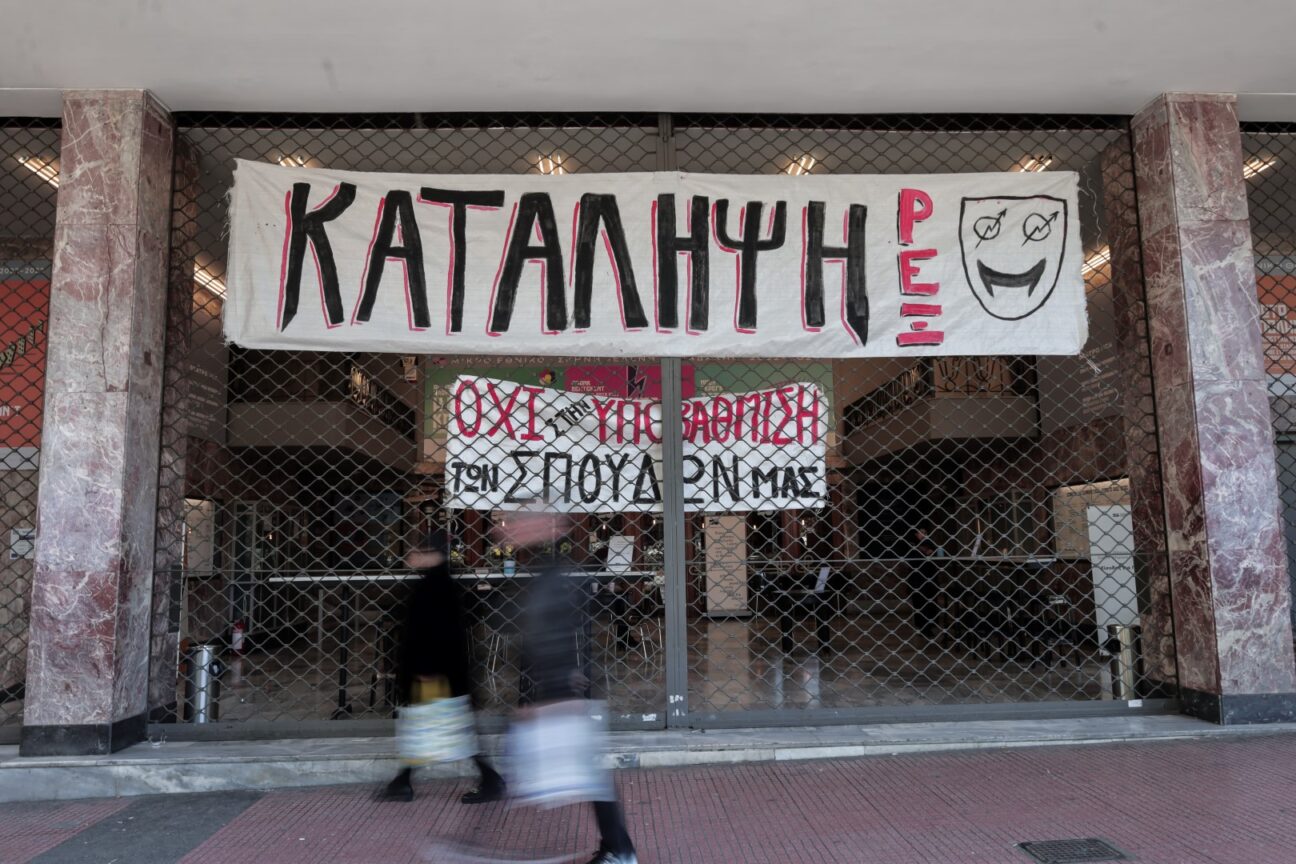 ΚΑΤΑΛΗΨΗ ΡΕΞ
ΟΧΙ ΣΤΗΝ ΥΠΟΒΑΘΜΙΣΗ
ΤΩΝ ΣΠΟΥΔΩΝ ΜΑΣ